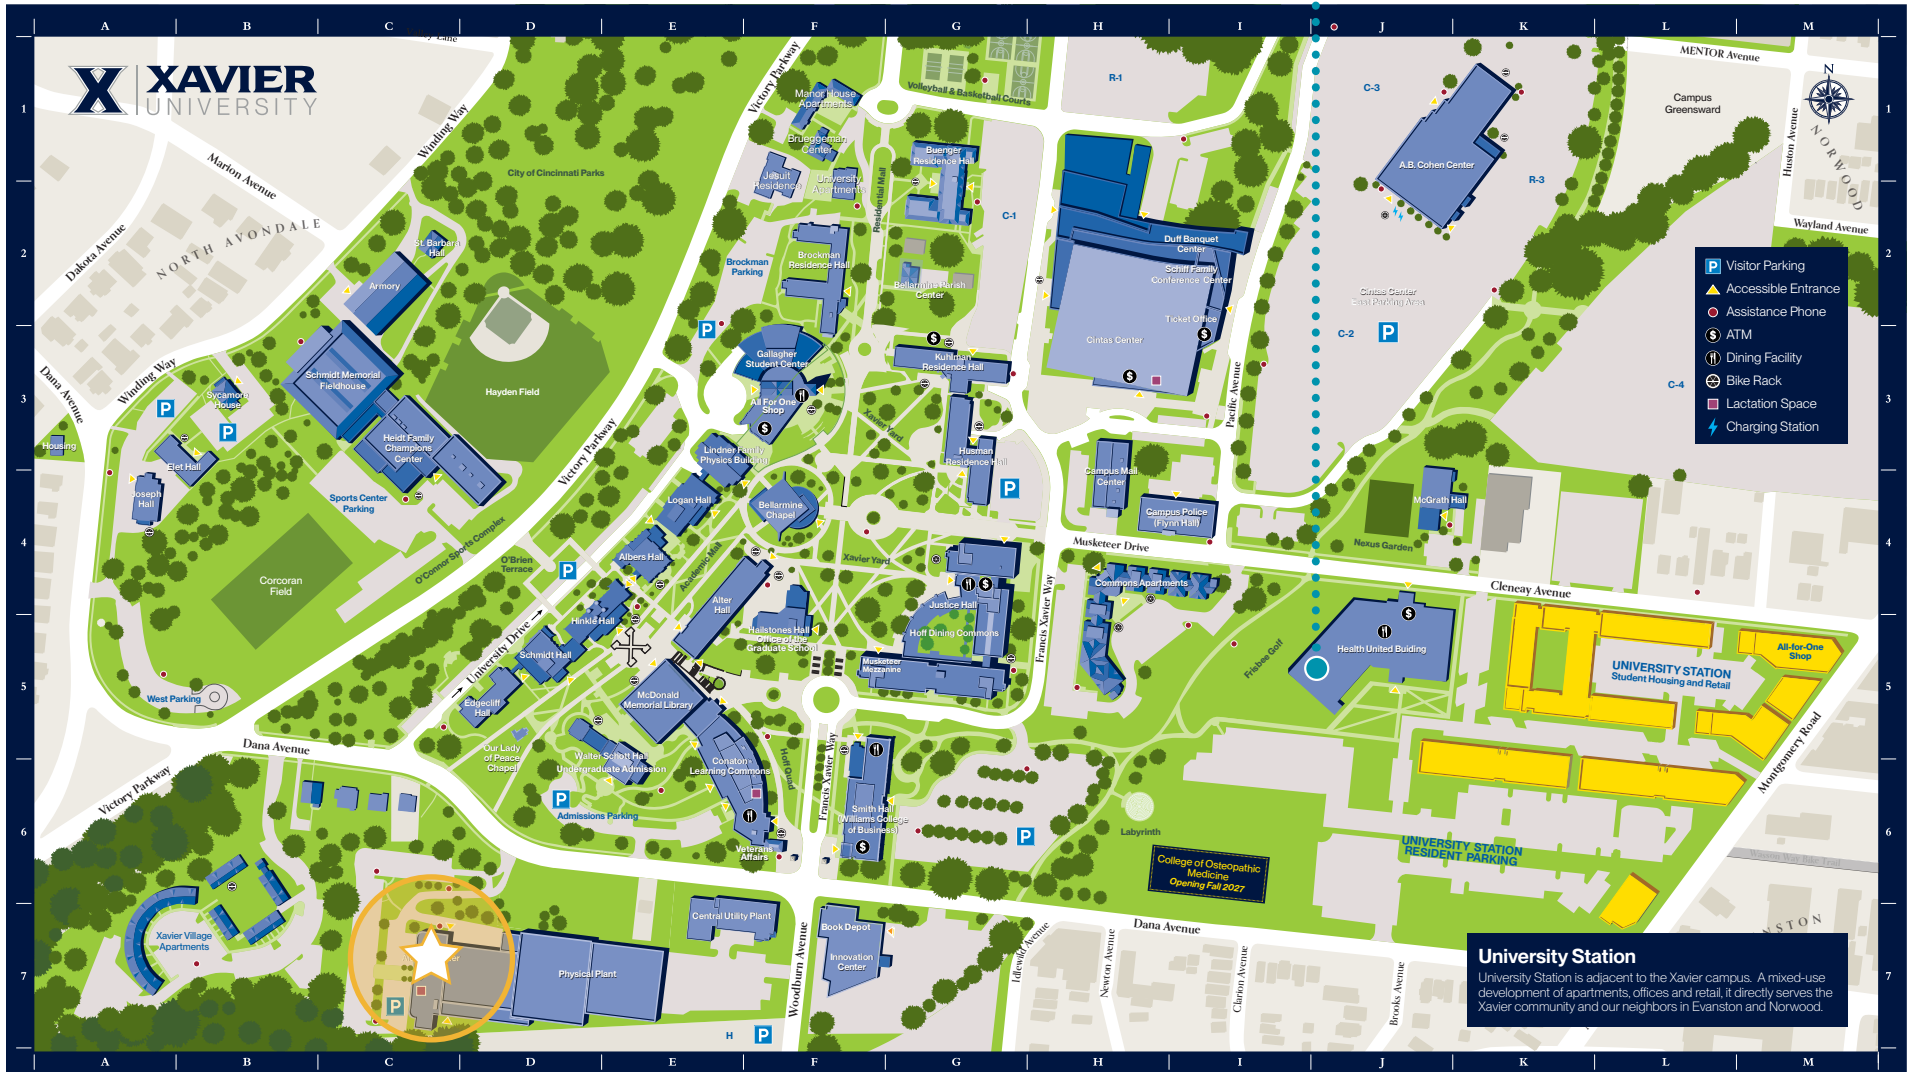 A B C D E F G H I J K L M
XAVIER
UNIVERSITY
Winding Way
Marion Avenue
Dakota Avenue
NORTH AVONDALE
Dana Avenue
Winding Way
City of Cincinnati Parks
Victory Parkway
Manor House
Apartments
Brueggeman
Center
Jesuit
Residence
University
Apartments
Volleyball & Basketball Courts
Buenger
Residence Hall
Residential Mall
R-1
C-1
C-3
A.B. Cohen Center
R-3
Campus
Greensward
MENTOR Avenue
Huston Avenue
NORWOOD
Wayland Avenue
N
St. Barbara
Hall
Armory
Schmidt Memorial
Fieldhouse
Heidt Family
Champions
Center
Sycamore
House
Housing
Elet Hall
Joseph
Hall
Sports Center
Parking
Hayden Field
Corcoran
Field
O'Connor Sports Complex
O'Brien
Terrace
Victory Parkway
Brockman
Parking
Brockman
Residence Hall
Bellarmine Parish
Center
Gallagher
Student Center
All For One
Shop
Kuhlman
Residence Hall
Xavier Yard
Husman
Residence Hall
Lindner Family
Physics Building
Logan Hall
Bellarmine
Chapel
Albers Hall
Academic Mall
Xavier Yard
Duff Banquet
Center
Schiff Family
Conference Center
Ticket Office
Cintas Center
Pacific Avenue
Cintas Center
East Parking Area
C-2
P
C-4
P Visitor Parking
Accessible Entrance
Assistance Phone
$ ATM
Dining Facility
Bike Rack
Lactation Space
Charging Station
Campus Mail
Center
Campus Police
(Flynn Hall)
Musketeer Drive
McGrath Hall
Nexus Garden
Cleneay Avenue
Commons Apartments
Francis Xavier Way
Frisbee Golf
Alter
Hall
Hinkle Hall
Schmidt Hall
University Drive
Edgecliff
Hall
Hailstones Hall
Office of the
Graduate School
Justice Hall
Hoff Dining Commons
Musketeer
Mezzanine
McDonald
Memorial Library
Health United Buiding
UNIVERSITY STATION
Student Housing and Retail
All-for-One
Shop
Montgomery Road
West Parking
Dana Avenue
Victory Parkway
Our Lady
of Peace
Chapel
Walter Schott Hall
Undergraduate Admission
Admissions Parking
Conaton
Learning Commons
Hoff Quad
Francis Xavier Way
Smith Hall
(Williams College
of Business)
Veterans
Affairs
Labyrinth
College of Osteopathic
Medicine
Opening Fall 2027
UNIVERSITY STATION
RESIDENT PARKING
Xavier Village
Apartments
Physical Plant
Central Utility Plant
Book Depot
Innovation
Center
Woodburn Avenue
H
P
Idlewild Avenue
Newton Avenue
Dana Avenue
Clarion Avenue
Brooks Avenue
University Station
University Station is adjacent to the Xavier campus. A mixed-use
development of apartments, offices and retail, it directly serves the
Xavier community and our neighbors in Evanston and Norwood.
1
2
3
4
5
6
7
A B C D E F G H I J K L M